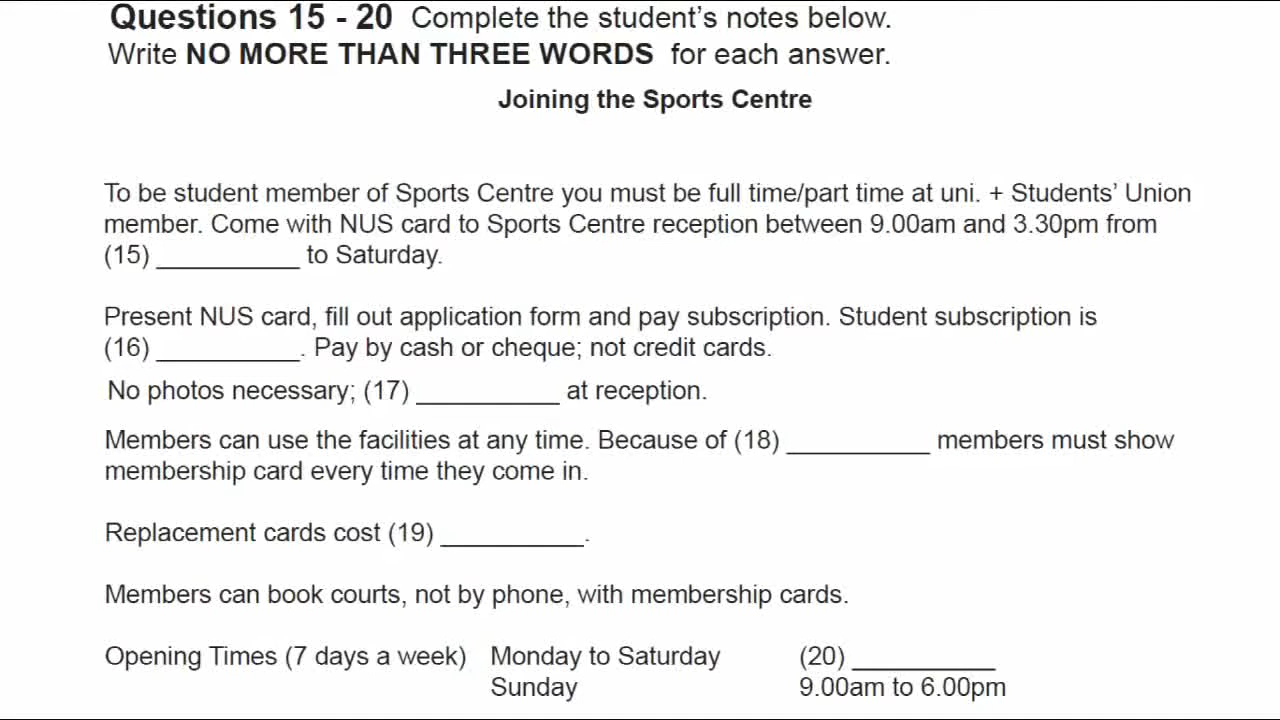 Questions 15 - 20 Complete the student’s notes below.
Write NO MORE THAN THREE WORDS for each answer.
Joining the Sports Centre
To be student member of Sports Centre you must be full time/part time at uni. + Students’ Union
member. Come with NUS card to Sports Centre reception between 9.00am and 3.30pm from
(15) __________ to Saturday.
Present NUS card, fill out application form and pay subscription. Student subscription is
(16) __________. Pay by cash or cheque; not credit cards.
No photos necessary; (17) __________ at reception.
Members can use the facilities at any time. Because of (18) __________ members must show
membership card every time they come in.
Replacement cards cost (19) __________.
Members can book courts, not by phone, with membership cards.
Opening Times (7 days a week) Monday to Saturday (20) __________
Sunday 9.00am to 6.00pm